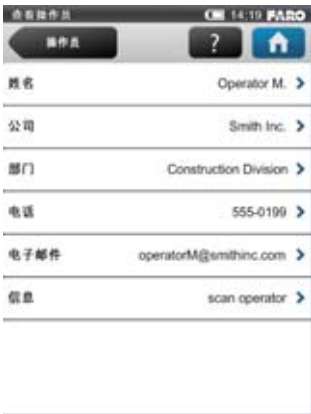 查看操作员 14:19 FARO
操作员 ?
姓名 Operator M.
公司 Smith Inc.
部门 Construction Division
电话 555-0199
电子邮件 operatorM@smithinc.com
信息 scan operator